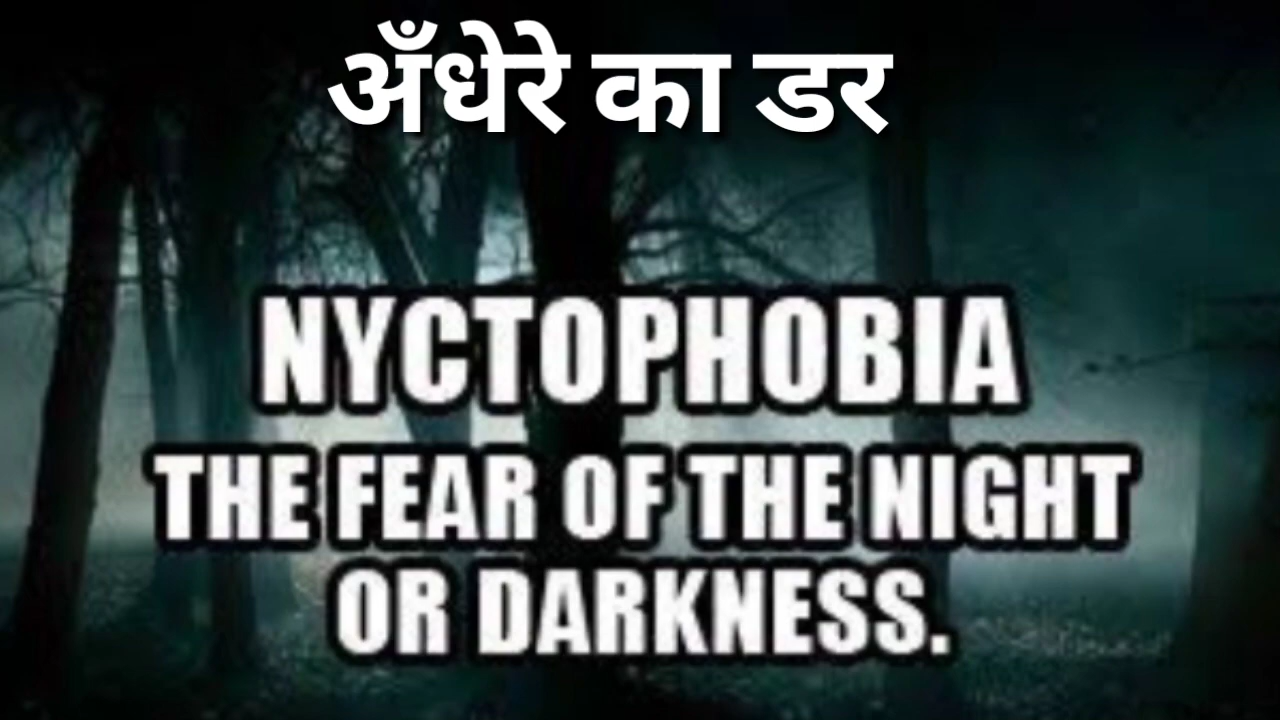 अँधेरे का डर
NYCTOPHOBIA
THE FEAR OF THE NIGHT
OR DARKNESS.